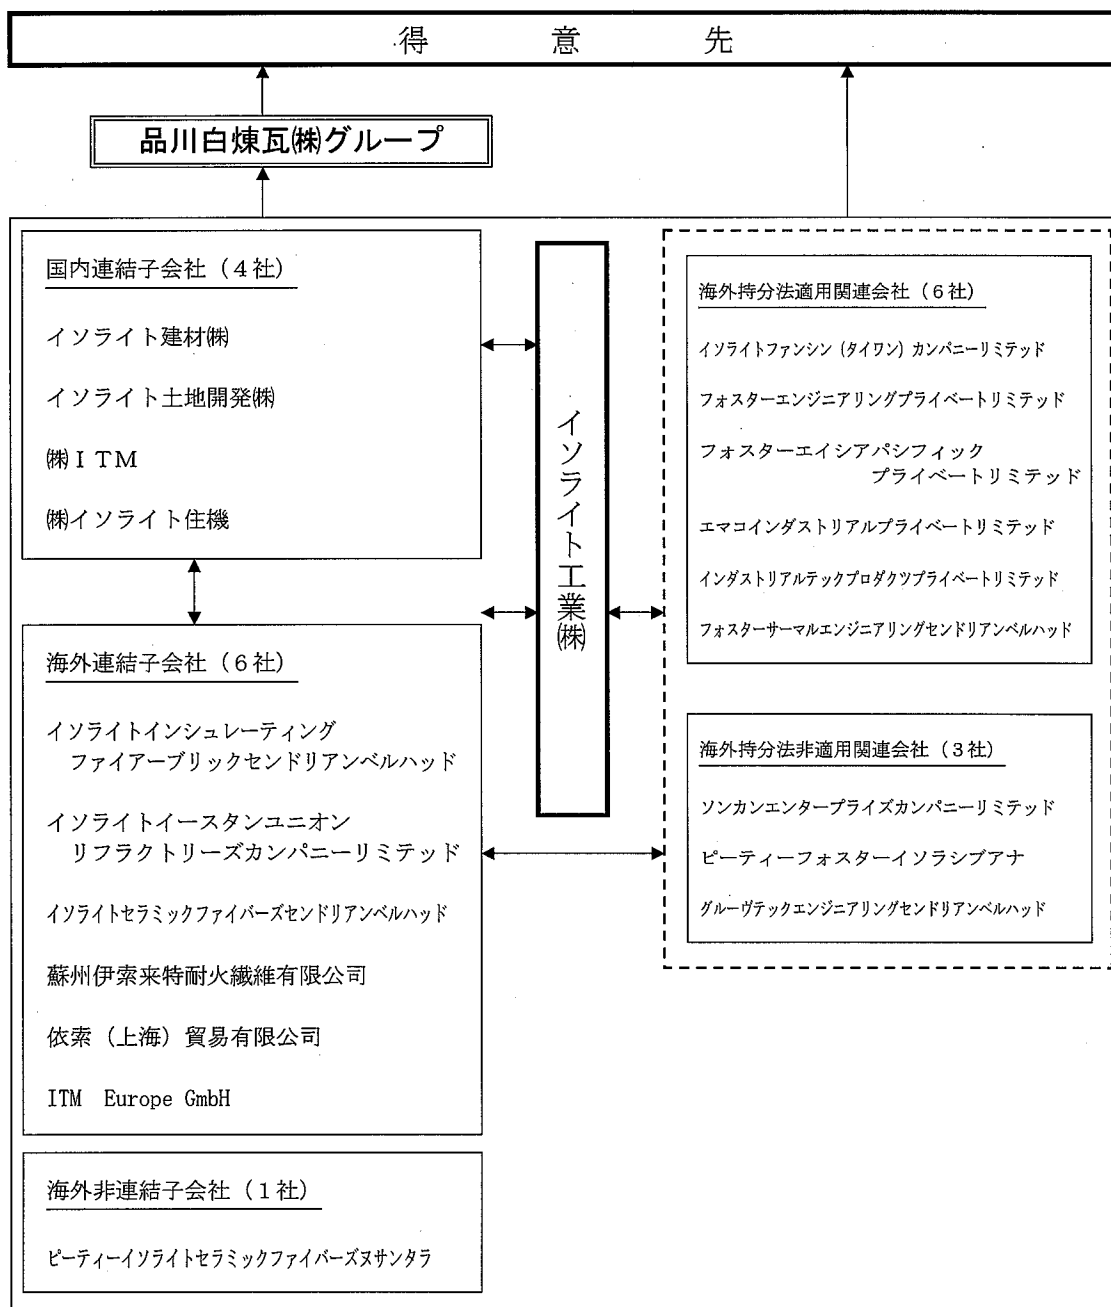 得意先
品川白煉瓦㈱グループ
国内連結子会社（4社）
イソライト建材㈱
イソライト土地開発㈱
㈱ＩＴＭ
㈱イソライト住機
海外連結子会社（6社）
イソライトインシュレーティング
ファイアーブリックセンドリアンベルハッド
イソライトイースタンユニオン
リフラクトリーズカンパニーリミテッド
イソライトセラミックファイバーズセンドリアンベルハッド
蘇州伊索来特耐火繊維有限公司
依索（上海）貿易有限公司
ITM Europe GmbH
海外非連結子会社（1社）
ピーティーイソライトセラミックファイバーズヌサンタラ
イソライト工業㈱
海外持分法適用関連会社（6社）
イソライトファンシン（タイワン）カンパニーリミテッド
フォスターエンジニアリングプライベートリミテッド
フォスターエイシアパシフィック
プライベートリミテッド
エマコインダストリアルプライベートリミテッド
インダストリアルテックプロダクツプライベートリミテッド
フォスターサーマルエンジニアリングセンドリアンベルハッド
海外持分法非適用関連会社（3社）
ソンカンエンタープライズカンパニーリミテッド
ピーティーフォスターイソラシブアナ
グルーヴテックエンジニアリングセンドリアンベルハッド